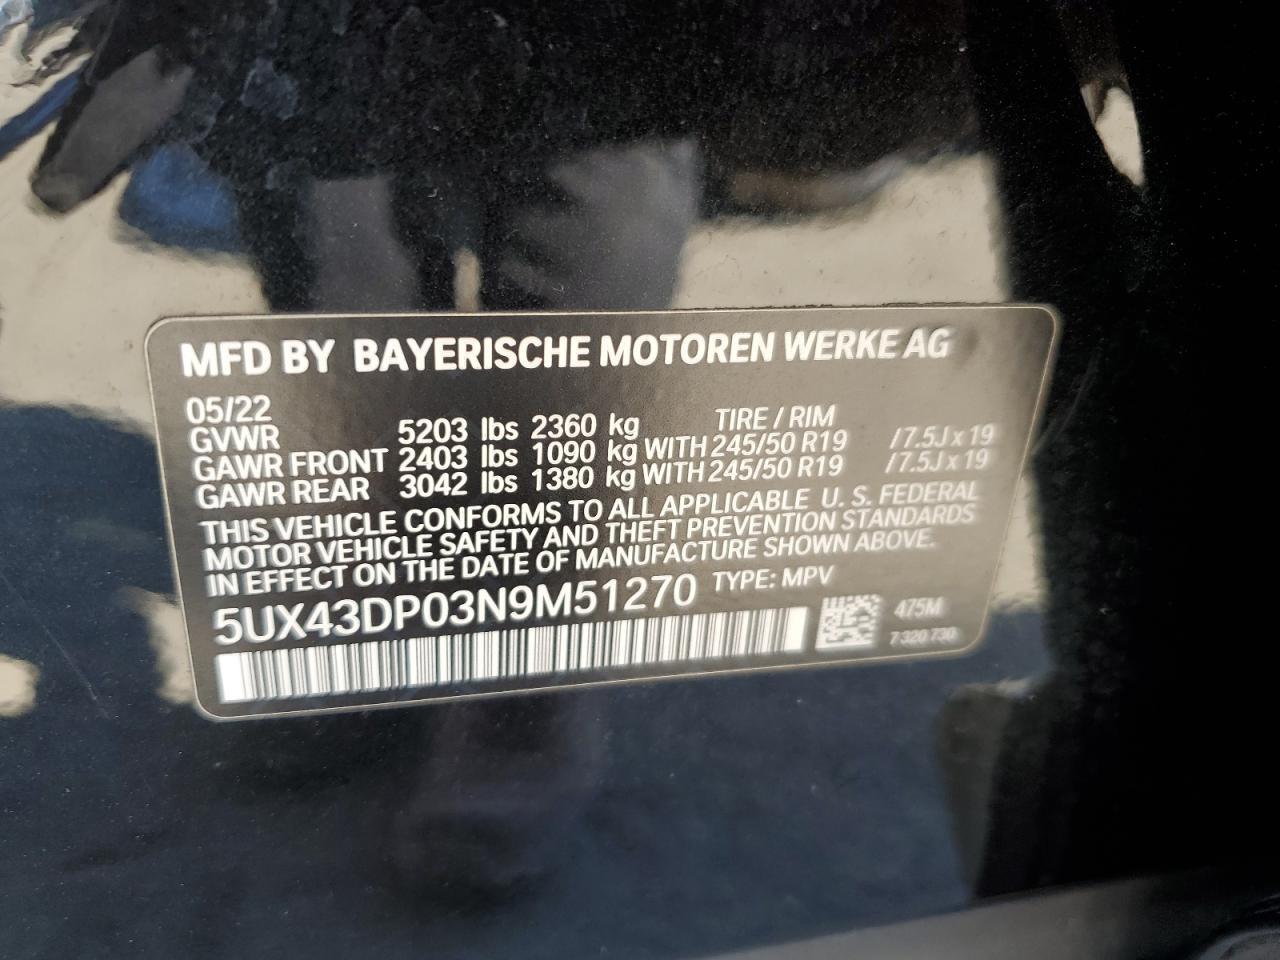 MFD BY BAYERISCHE MOTOREN WERKE AG
05/22 TIRE / RIM
GVWR 5203 lbs 2360 kg
GAWR FRONT 2403 lbs 1090 kg WITH 245/50 R19 /7.5J x 19
GAWR REAR 3042 lbs 1380 kg WITH 245/50 R19 /7.5J x 19
THIS VEHICLE CONFORMS TO ALL APPLICABLE U. S. FEDERAL
MOTOR VEHICLE SAFETY AND THEFT PREVENTION STANDARDS
IN EFFECT ON THE DATE OF MANUFACTURE SHOWN ABOVE.
5UX43DP03N9M51270 TYPE: MPV
475M
7 320 730